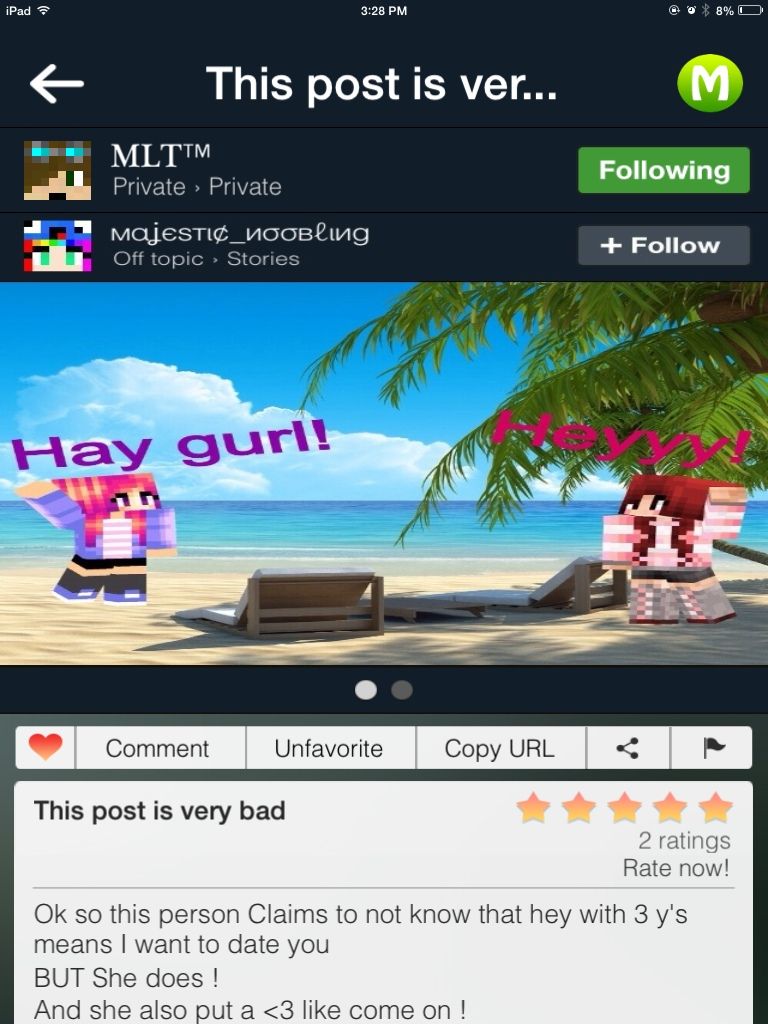 iPad 3:28 PM 8%
This post is ver...
M
MLT™
Private › Private
Following
мαʝєѕтι¢_иσσвℓιиg
Off topic › Stories
+ Follow
Hay gurl!
Heyyy!
Comment Unfavorite Copy URL
This post is very bad
2 ratings
Rate now!
Ok so this person Claims to not know that hey with 3 y's
means I want to date you
BUT She does !
And she also put a <3 like come on !